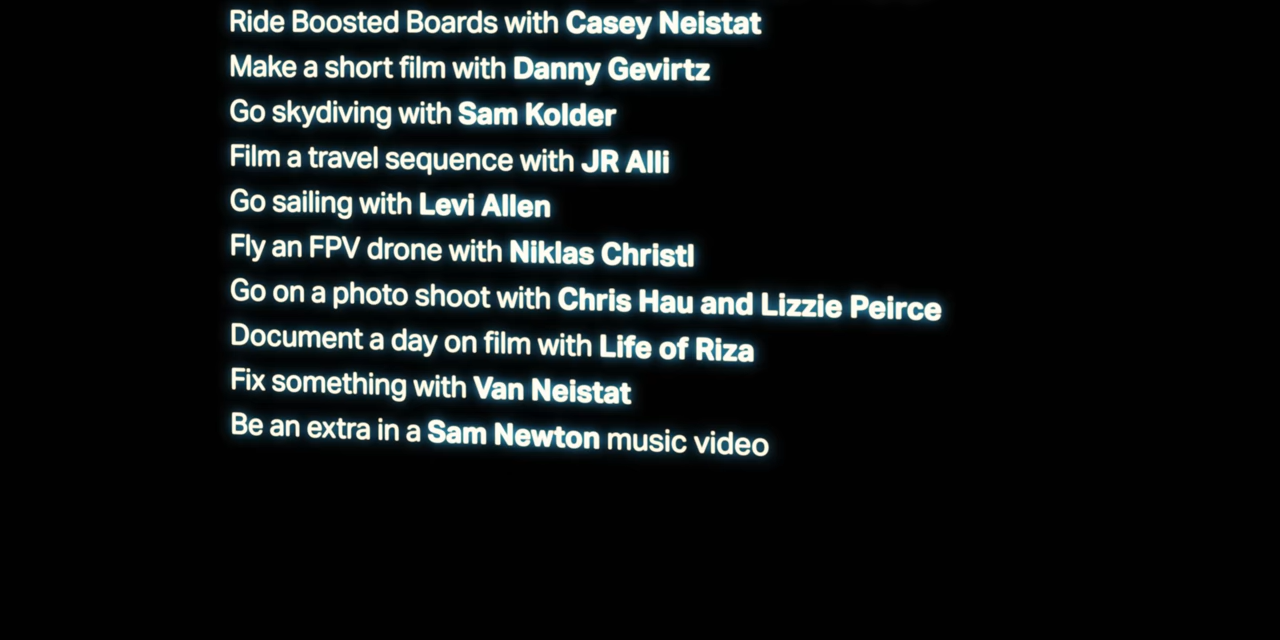 Ride Boosted Boards with Casey Neistat
Make a short film with Danny Gevirtz
Go skydiving with Sam Kolder
Film a travel sequence with JR Alli
Go sailing with Levi Allen
Fly an FPV drone with Niklas Christl
Go on a photo shoot with Chris Hau and Lizzie Peirce
Document a day on film with Life of Riza
Fix something with Van Neistat
Be an extra in a Sam Newton music video